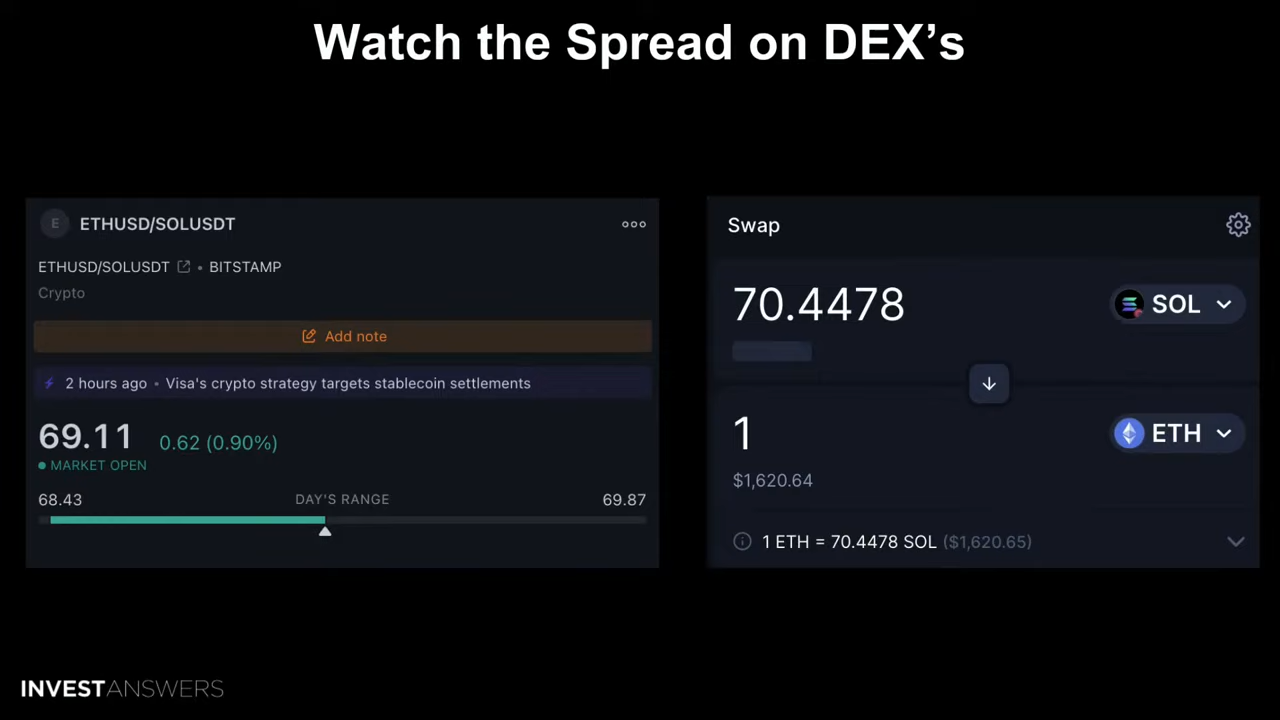 Watch the Spread on DEX’s
E ETHUSD/SOLUSDT
ETHUSD/SOLUSDT • BITSTAMP
Crypto
Add note
2 hours ago • Visa's crypto strategy targets stablecoin settlements
69.11 0.62 (0.90%)
MARKET OPEN
68.43 DAY'S RANGE 69.87
Swap
70.4478 SOL
1 ETH
$1,620.64
1 ETH = 70.4478 SOL ($1,620.65)
INVESTANSWERS